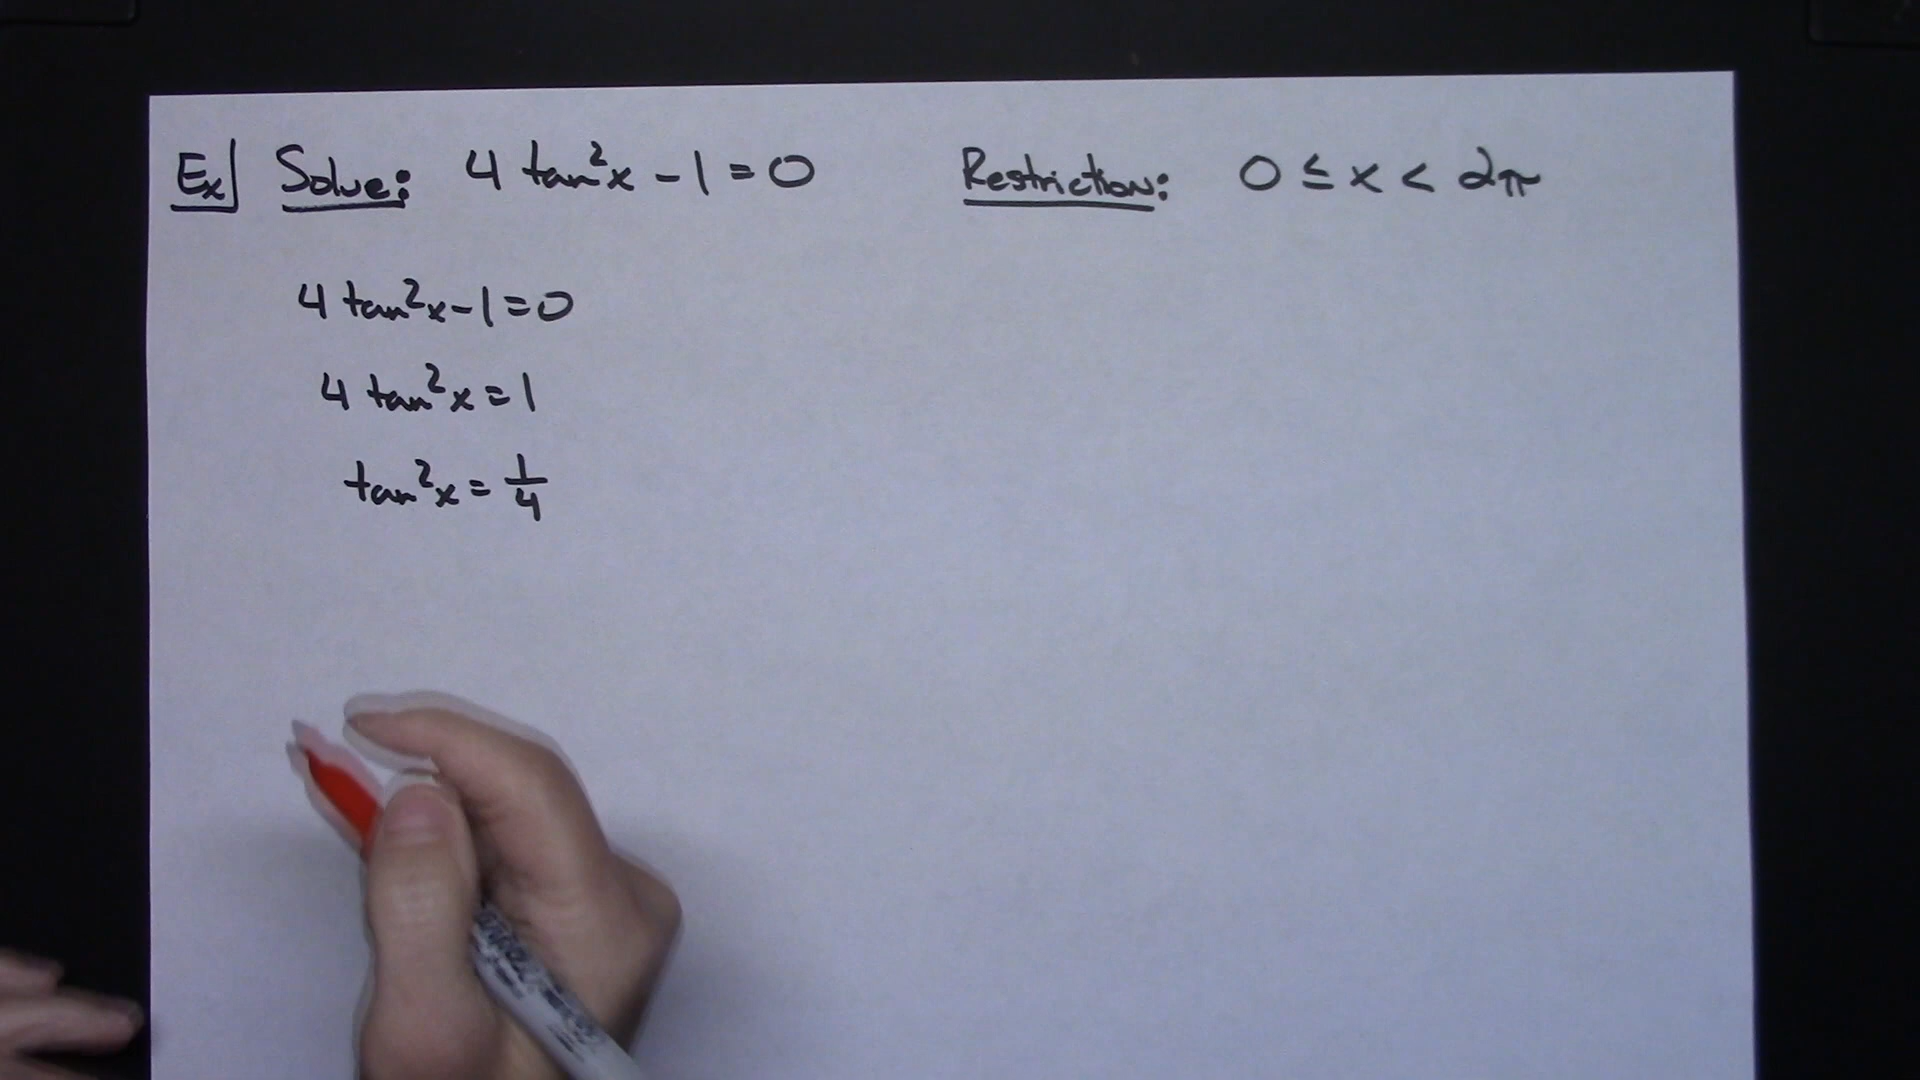 Ex Solve: 4 tan²x - 1 = 0 Restriction: 0 ≤ x < 2π
4 tan²x - 1 = 0
4 tan²x = 1
tan²x = 1/4